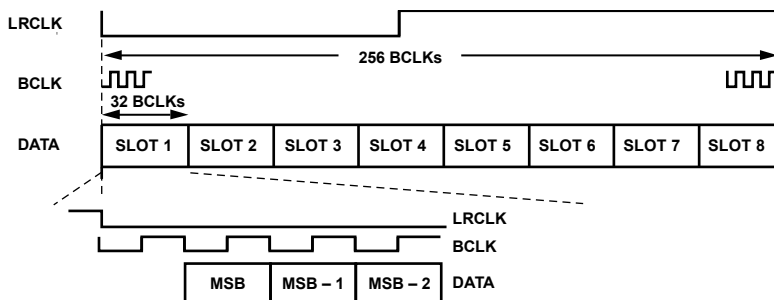 LRCLK
256 BCLKs
BCLK
32 BCLKs
DATA SLOT 1 SLOT 2 SLOT 3 SLOT 4 SLOT 5 SLOT 6 SLOT 7 SLOT 8
LRCLK
BCLK
MSB MSB – 1 MSB – 2 DATA